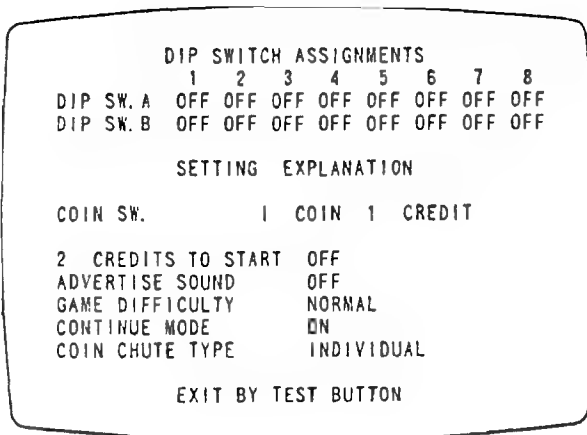 DIP SWITCH ASSIGNMENTS
1 2 3 4 5 6 7 8
DIP SW. A OFF OFF OFF OFF OFF OFF OFF OFF
DIP SW. B OFF OFF OFF OFF OFF OFF OFF OFF
SETTING EXPLANATION
COIN SW. 1 COIN 1 CREDIT
2 CREDITS TO START OFF
ADVERTISE SOUND OFF
GAME DIFFICULTY NORMAL
CONTINUE MODE ON
COIN CHUTE TYPE INDIVIDUAL
EXIT BY TEST BUTTON